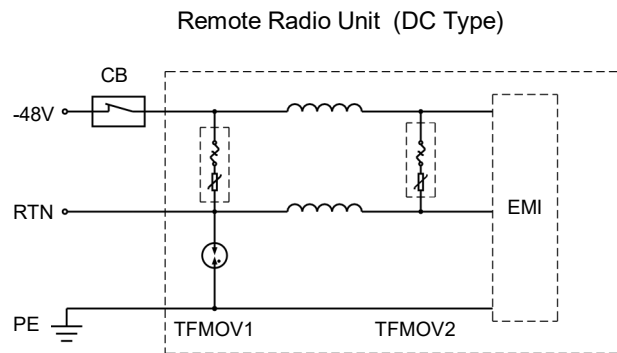 Remote Radio Unit (DC Type)
CB
-48V
RTN
EMI
PE
TFMOV1
TFMOV2